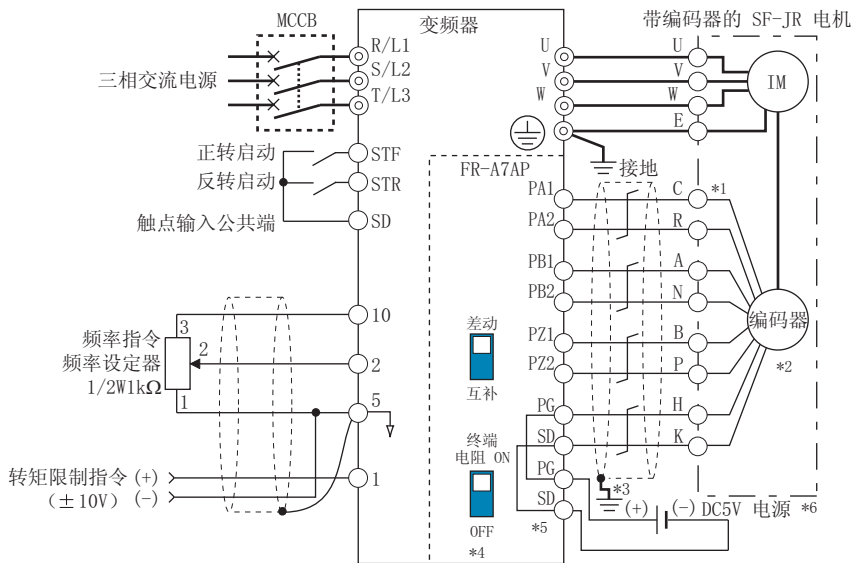 MCCB
变频器
带编码器的 SF-JR 电机
R/L1
S/L2
T/L3
三相交流电源
U
V
W
U
V
W
E
IM
正转启动
STF
反转启动
STR
触点输入公共端
SD
FR-A7AP
接地
PA1
C
*1
PA2
R
PB1
A
PB2
N
PZ1
B
PZ2
P
PG
H
SD
K
PG
SD
编码器
*2
差动
互补
终端
电阻 ON
OFF
*4
*5
*3
(+)
(-)
DC5V 电源 *6
频率指令
频率设定器
1/2W1kΩ
3
2
1
10
2
5
1
转矩限制指令 (+)
(±10V) (-)